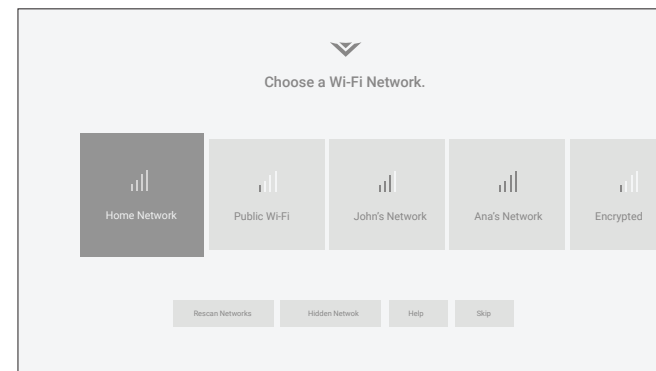 Choose a Wi-Fi Network.
Home Network
Public Wi-Fi
John's Network
Ana's Network
Encrypted
Rescan Networks
Hidden Netwok
Help
Skip